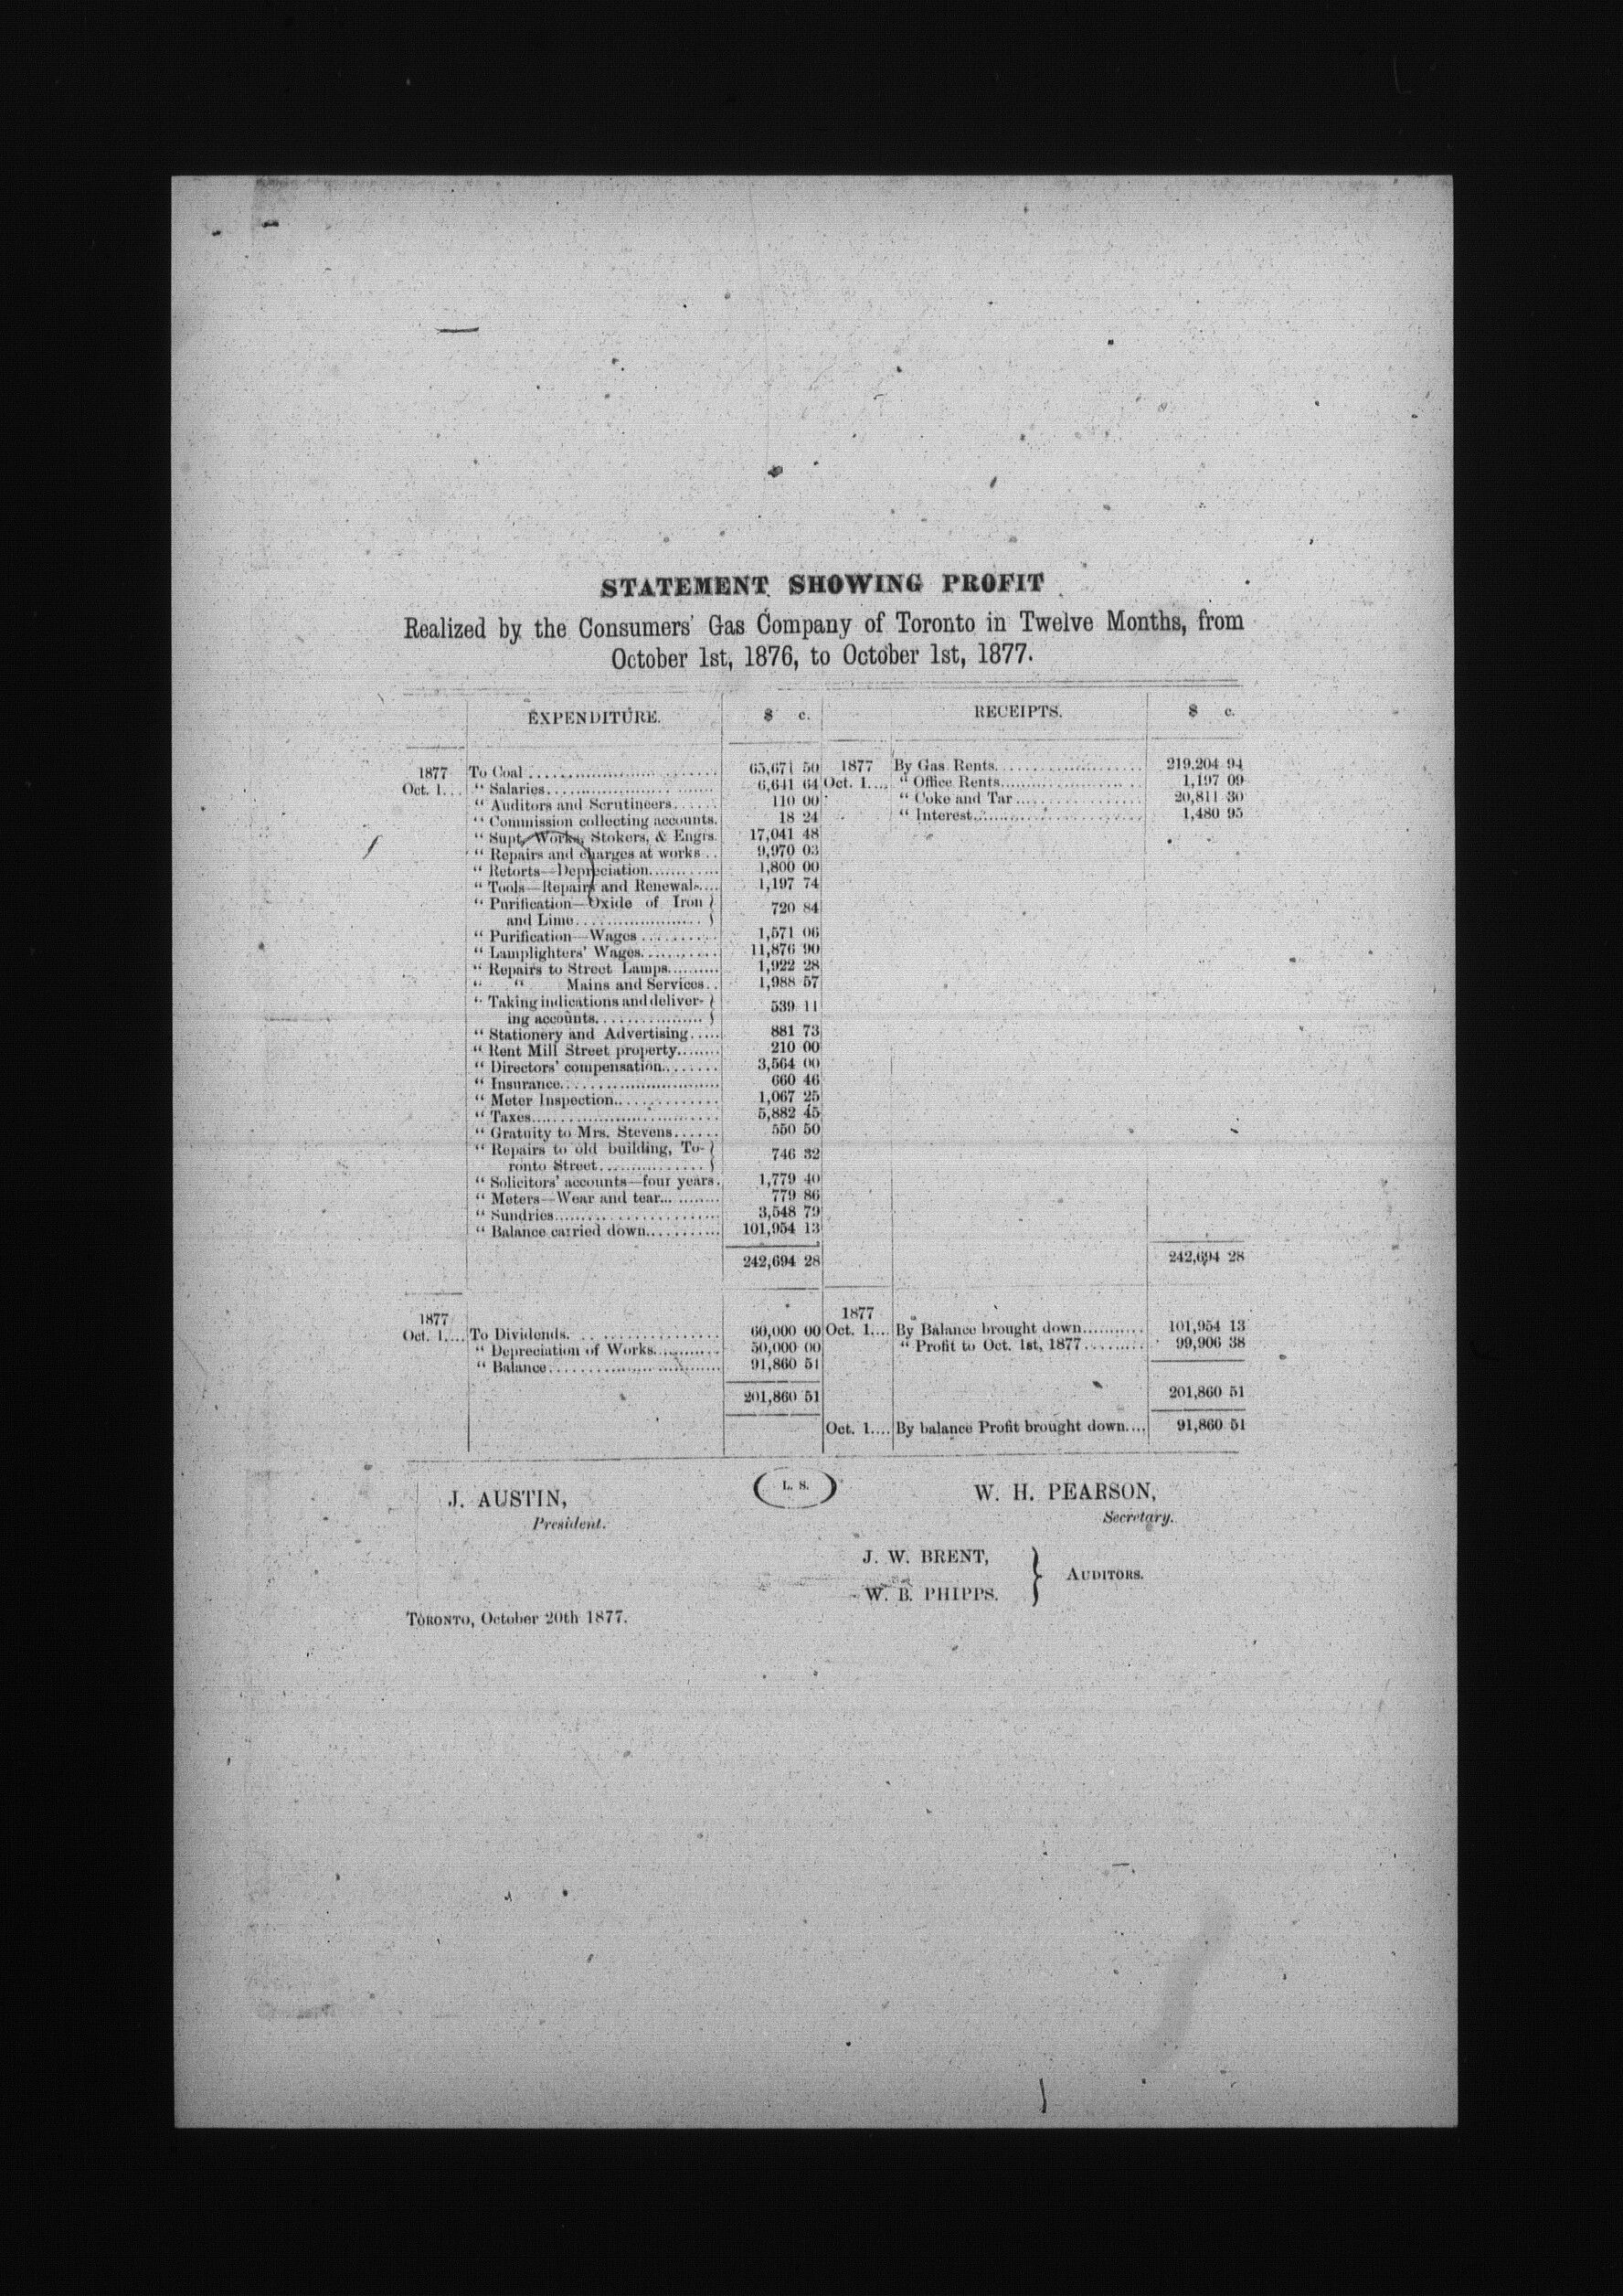 STATEMENT SHOWING PROFIT
Realized by the Consumers' Gas Company of Toronto in Twelve Months, from
October 1st, 1876, to October 1st, 1877.
EXPENDITURE. $ c. RECEIPTS. $ c.
1877 To Coal 65,671 50 1877 By Gas Rents 219,204 94
Oct. 1... " Salaries 6,641 64 Oct. 1... " Office Rents 1,197 09
" Auditors and Scrutineers 110 00 " Coke and Tar 20,811 30
" Commission collecting accounts. 18 24 " Interest 1,480 95
" Supt. Works, Stokers, & Engrs. 17,041 48
" Repairs and charges at works 9,970 03
" Retorts—Depreciation 1,800 00
" Tools—Repairs and Renewals 1,197 74
" Purification—Oxide of Iron }
and Lime } 720 84
" Purification—Wages 1,571 06
" Lamplighters' Wages 11,876 90
" Repairs to Street Lamps 1,922 28
" " Mains and Services 1,988 57
" Taking indications and deliver- }
ing accounts } 539 11
" Stationery and Advertising 881 73
" Rent Mill Street property 210 00
" Directors' compensation 3,564 00
" Insurance 660 46
" Meter Inspection 1,067 25
" Taxes 5,882 45
" Gratuity to Mrs. Stevens 550 50
" Repairs to old building, To- }
ronto Street } 746 32
" Solicitors' accounts—four years. 1,779 40
" Meters—Wear and tear 779 86
" Sundries 3,548 79
" Balance carried down 101,954 13
242,694 28 242,694 28
1877 1877
Oct. 1.... To Dividends 60,000 00 Oct. 1.... By Balance brought down 101,954 13
" Depreciation of Works 50,000 00 " Profit to Oct. 1st, 1877 99,906 38
" Balance 91,860 51
201,860 51 201,860 51
Oct. 1.... By balance Profit brought down.... 91,860 51
J. AUSTIN, (L. S.) W. H. PEARSON,
President. Secretary.
J. W. BRENT, }
W. B. PHIPPS. } AUDITORS.
TORONTO, October 20th 1877.